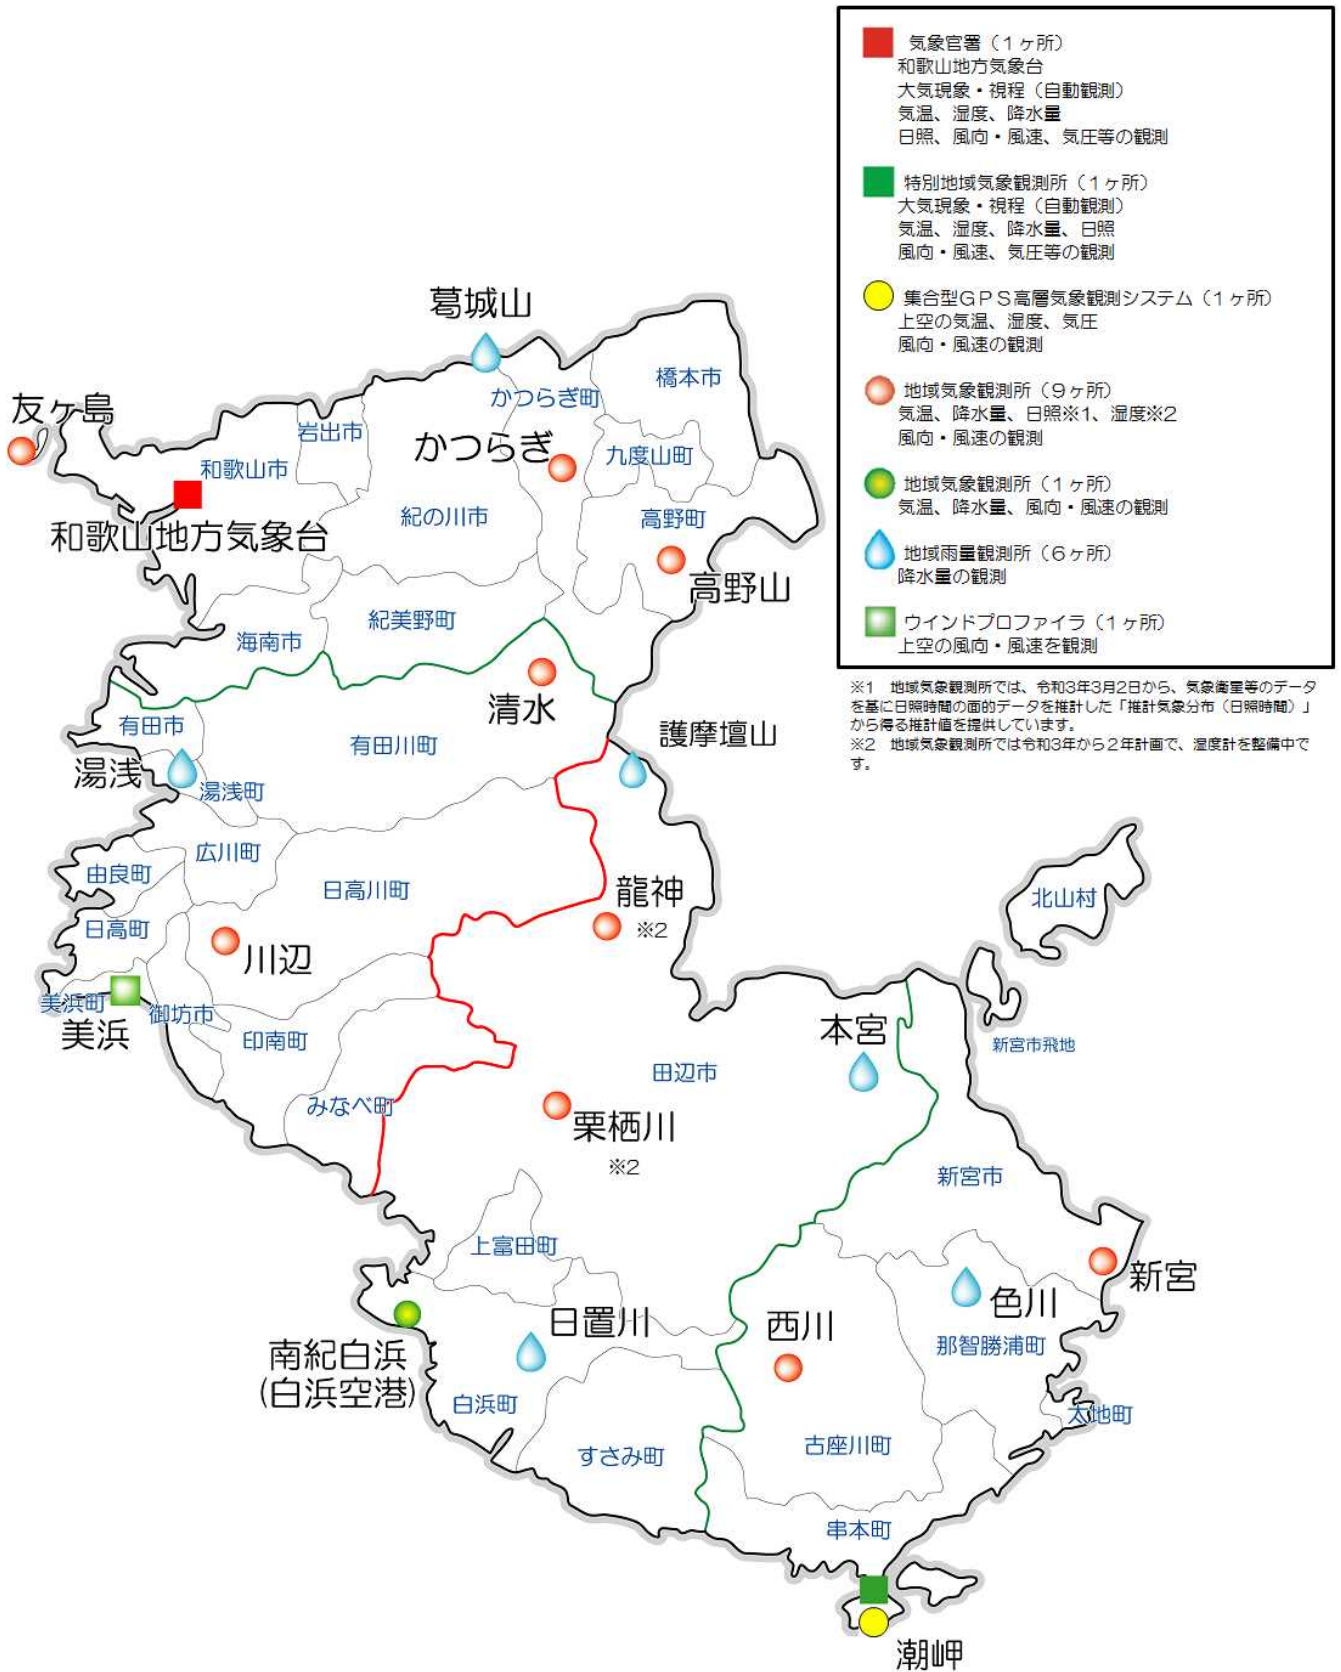 気象官署（１ヶ所）
和歌山地方気象台
大気現象・視程（自動観測）
気温、湿度、降水量
日照、風向・風速、気圧等の観測
特別地域気象観測所（１ヶ所）
大気現象・視程（自動観測）
気温、湿度、降水量、日照
風向・風速、気圧等の観測
集合型ＧＰＳ高層気象観測システム（１ヶ所）
上空の気温、湿度、気圧
風向・風速の観測
地域気象観測所（９ヶ所）
気温、降水量、日照※１、湿度※２
風向・風速の観測
地域気象観測所（１ヶ所）
気温、降水量、風向・風速の観測
地域雨量観測所（６ヶ所）
降水量の観測
ウインドプロファイラ（１ヶ所）
上空の風向・風速を観測
※1　地域気象観測所では、令和3年3月2日から、気象衛星等のデータ
を基に日照時間の面的データを推計した「推計気象分布（日照時間）」
から得る推計値を提供しています。
※2　地域気象観測所では令和3年から２年計画で、湿度計を整備中で
す。
葛城山
橋本市
かつらぎ町
友ヶ島
岩出市
かつらぎ
九度山町
和歌山市
紀の川市
高野町
和歌山地方気象台
高野山
紀美野町
海南市
清水
有田市
有田川町
護摩壇山
湯浅
湯浅町
広川町
由良町
日高川町
龍神
※2
北山村
日高町
川辺
美浜町
御坊市
美浜
印南町
本宮
新宮市飛地
田辺市
みなべ町
栗栖川
※2
新宮市
上富田町
新宮
色川
日置川
西川
那智勝浦町
南紀白浜
(白浜空港)
白浜町
太地町
すさみ町
古座川町
串本町
潮岬